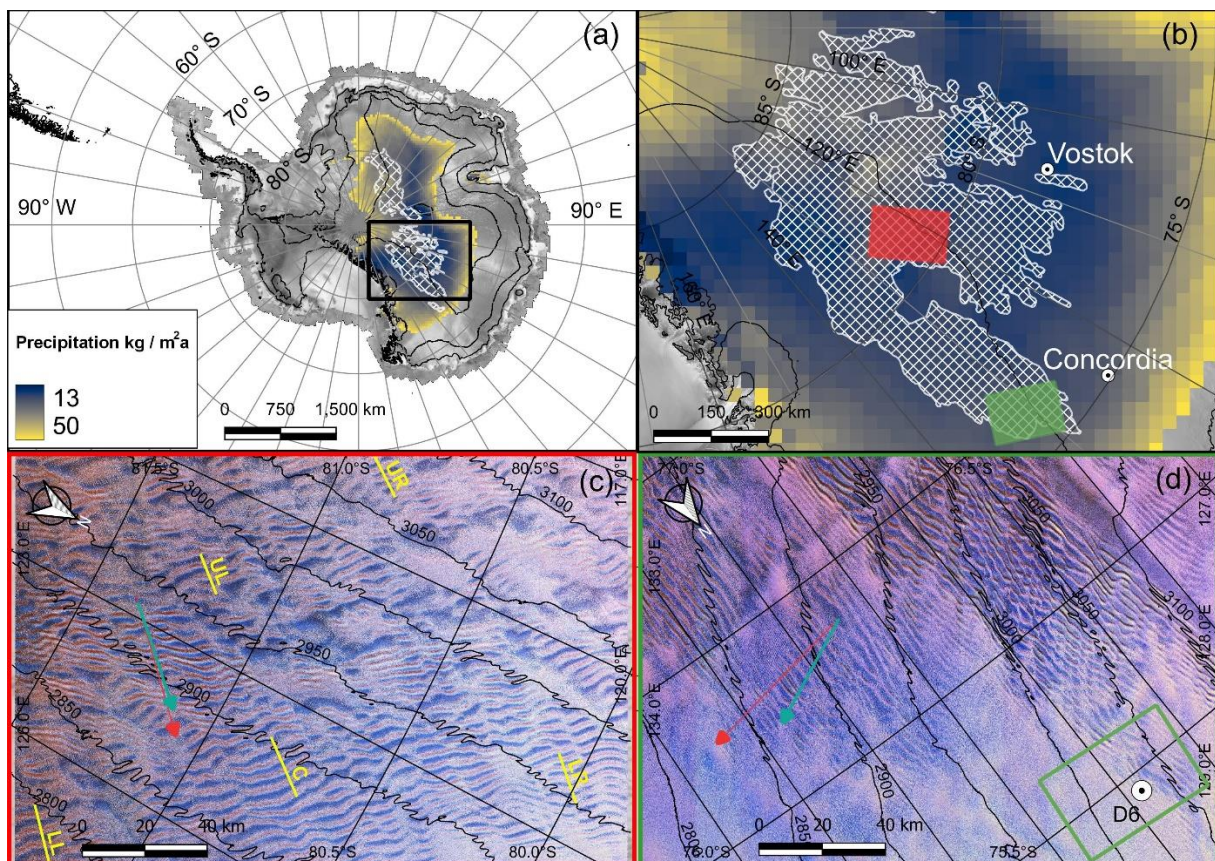 (a)
60° S
70° S
80° S
90° W
90° E
Precipitation kg / m²a
13
50
0 750 1,500 km
(b)
100° E
85° S
120° E
80° S
Vostok
75° S
140° E
160° E
Concordia
0 150 300 km
81.5°S
81.0°S
80.5°S
(c)
UR
117.0°E
3000
3100
N
3050
123.0°E
UL
2950
120.0°E
2900
2850
126.0°E
C
LR
2800
LL
0 20 40 km
80.5°S
80.0°S
77.0°S
76.5°S
(d)
2950
3050
127.0°E
N
133.0°E
3050
3100
3000
128.0°E
134.0°E
2900
129.0°E
D6
2800
285
76.0°S
0 20 40 km
75.5°S